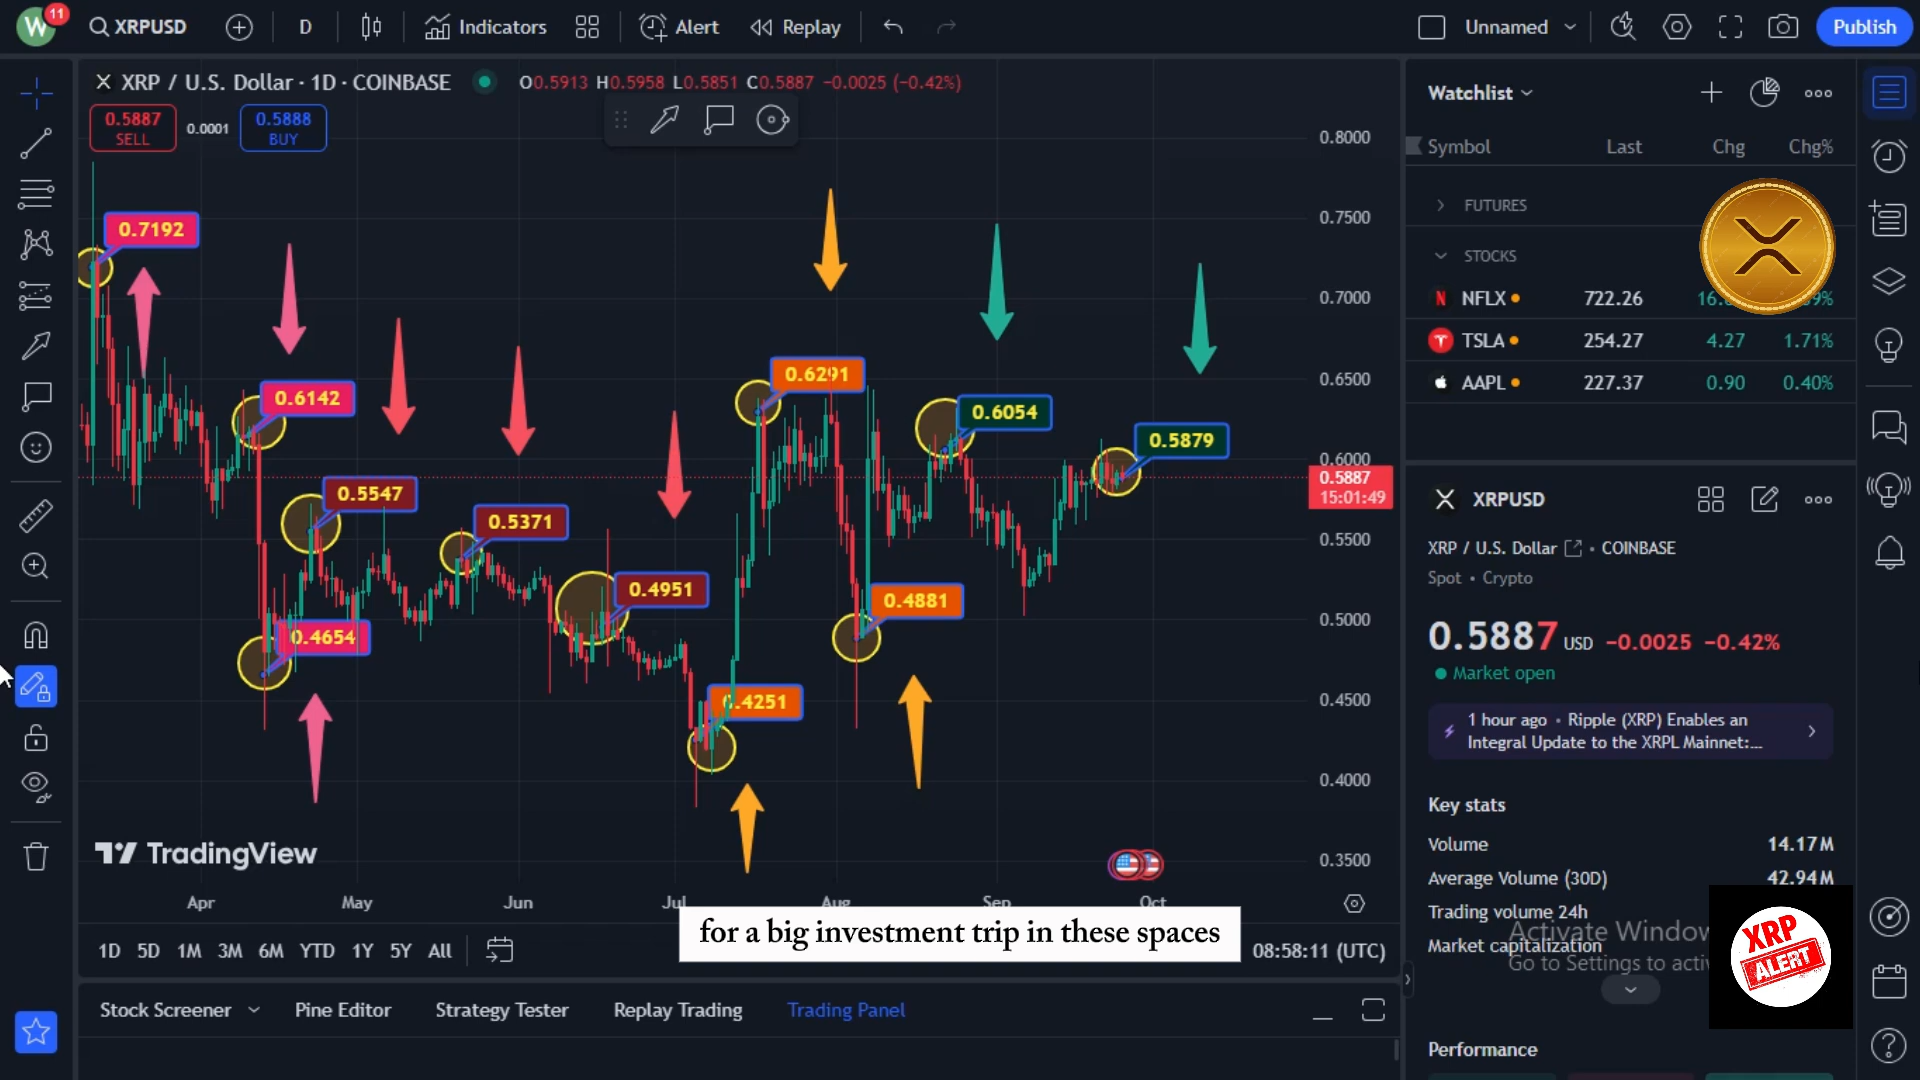 W 11 XRPUSD D Indicators Alert Replay Unnamed Publish
XRP / U.S. Dollar · 1D · COINBASE O0.5913 H0.5958 L0.5851 C0.5887 −0.0025 (−0.42%)
0.5887 SELL 0.0001 0.5888 BUY
0.7192
0.6142
0.5547
0.4654
0.5371
0.4951
0.4251
0.6291
0.4881
0.6054
0.5879
0.8000
0.7500
0.7000
0.6500
0.6000
0.5887
15:01:49
0.5500
0.5000
0.4500
0.4000
0.3500
TradingView
Apr May Jun Jul Aug Sep Oct
for a big investment trip in these spaces
1D 5D 1M 3M 6M YTD 1Y 5Y All 08:58:11 (UTC)
Stock Screener Pine Editor Strategy Tester Replay Trading Trading Panel
Watchlist
Symbol Last Chg Chg%
FUTURES
STOCKS
NFLX 722.26
TSLA 254.27 4.27 1.71%
AAPL 227.37 0.90 0.40%
XRPUSD
XRP / U.S. Dollar • COINBASE
Spot • Crypto
0.5887 USD −0.0025 −0.42%
Market open
1 hour ago • Ripple (XRP) Enables an
Integral Update to the XRPL Mainnet:...
Key stats
Volume 14.17M
Average Volume (30D) 42.94M
Trading volume 24h
Market capitalization
Activate Window
Go to Settings to acti
XRP
ALERT
Performance